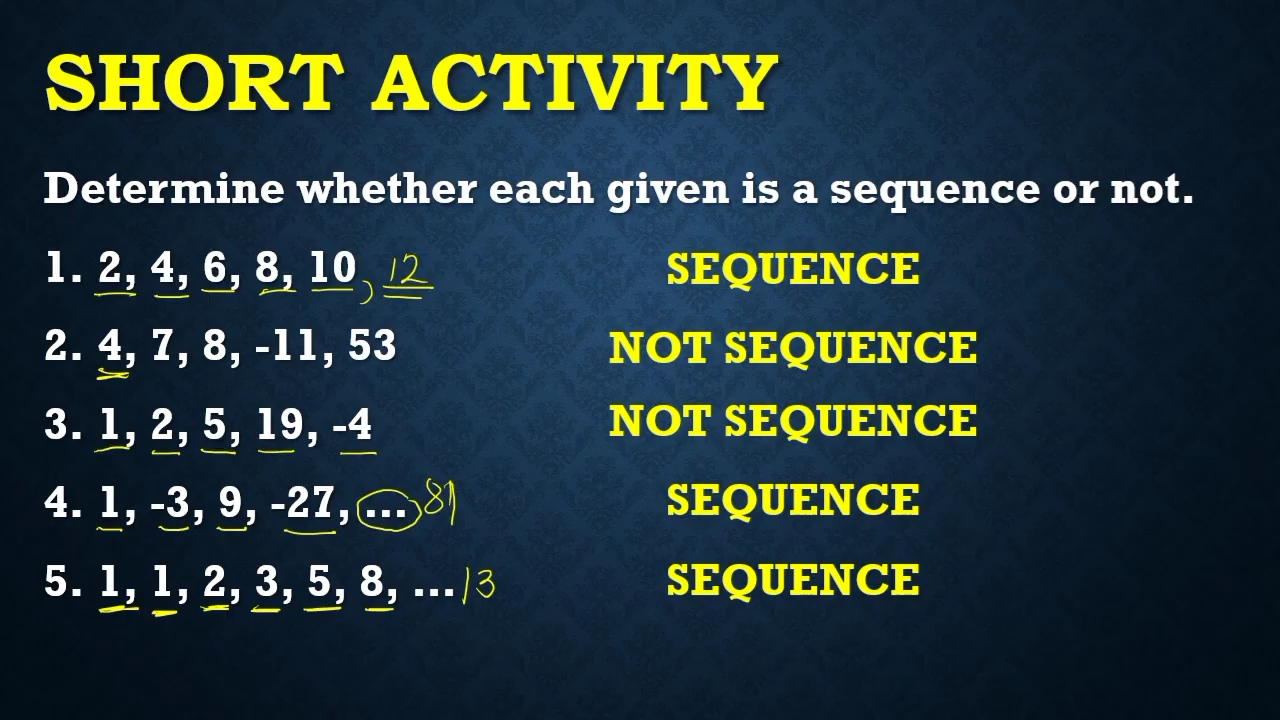 SHORT ACTIVITY
Determine whether each given is a sequence or not.
1. 2, 4, 6, 8, 10, 12 SEQUENCE
2. 4, 7, 8, -11, 53 NOT SEQUENCE
3. 1, 2, 5, 19, -4 NOT SEQUENCE
4. 1, -3, 9, -27, ... 81 SEQUENCE
5. 1, 1, 2, 3, 5, 8, ... 13 SEQUENCE